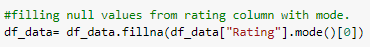 #filling null values from rating column with mode.
df_data= df_data.fillna(df_data["Rating"].mode()[0])